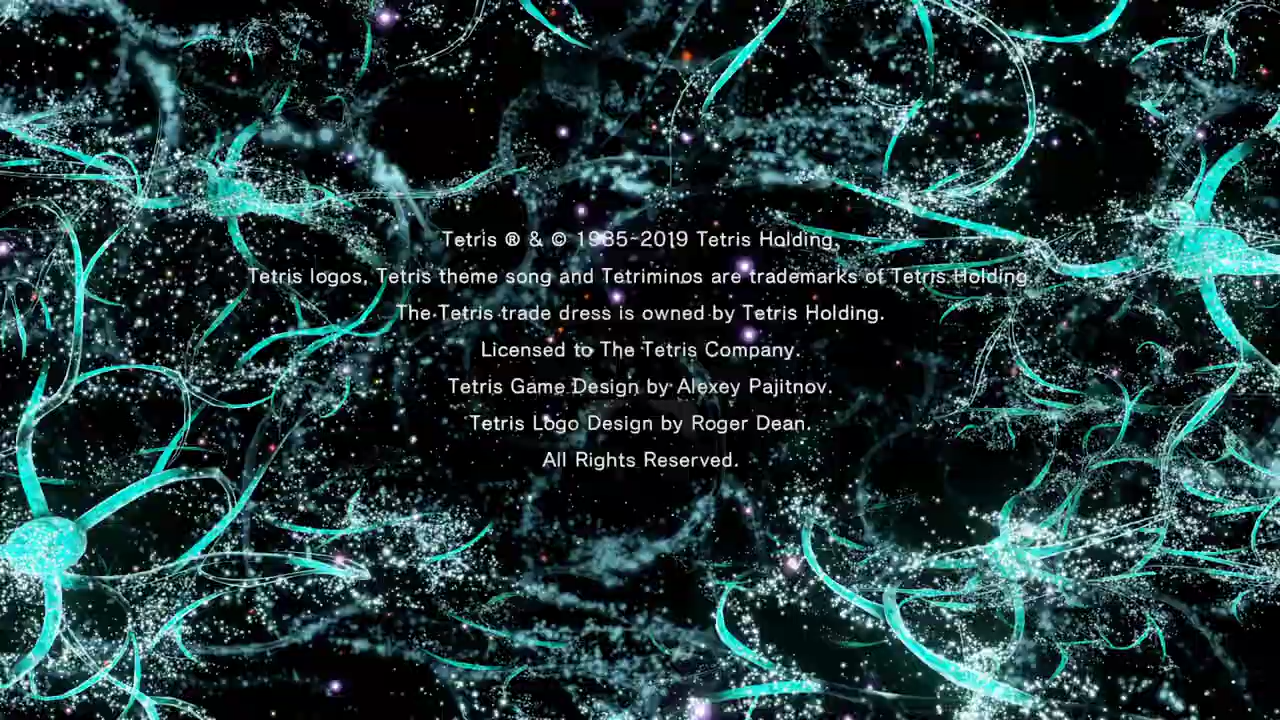 Tetris ® & © 1985~2019 Tetris Holding.
Tetris logos, Tetris theme song and Tetriminos are trademarks of Tetris Holding.
The Tetris trade dress is owned by Tetris Holding.
Licensed to The Tetris Company.
Tetris Game Design by Alexey Pajitnov.
Tetris Logo Design by Roger Dean.
All Rights Reserved.